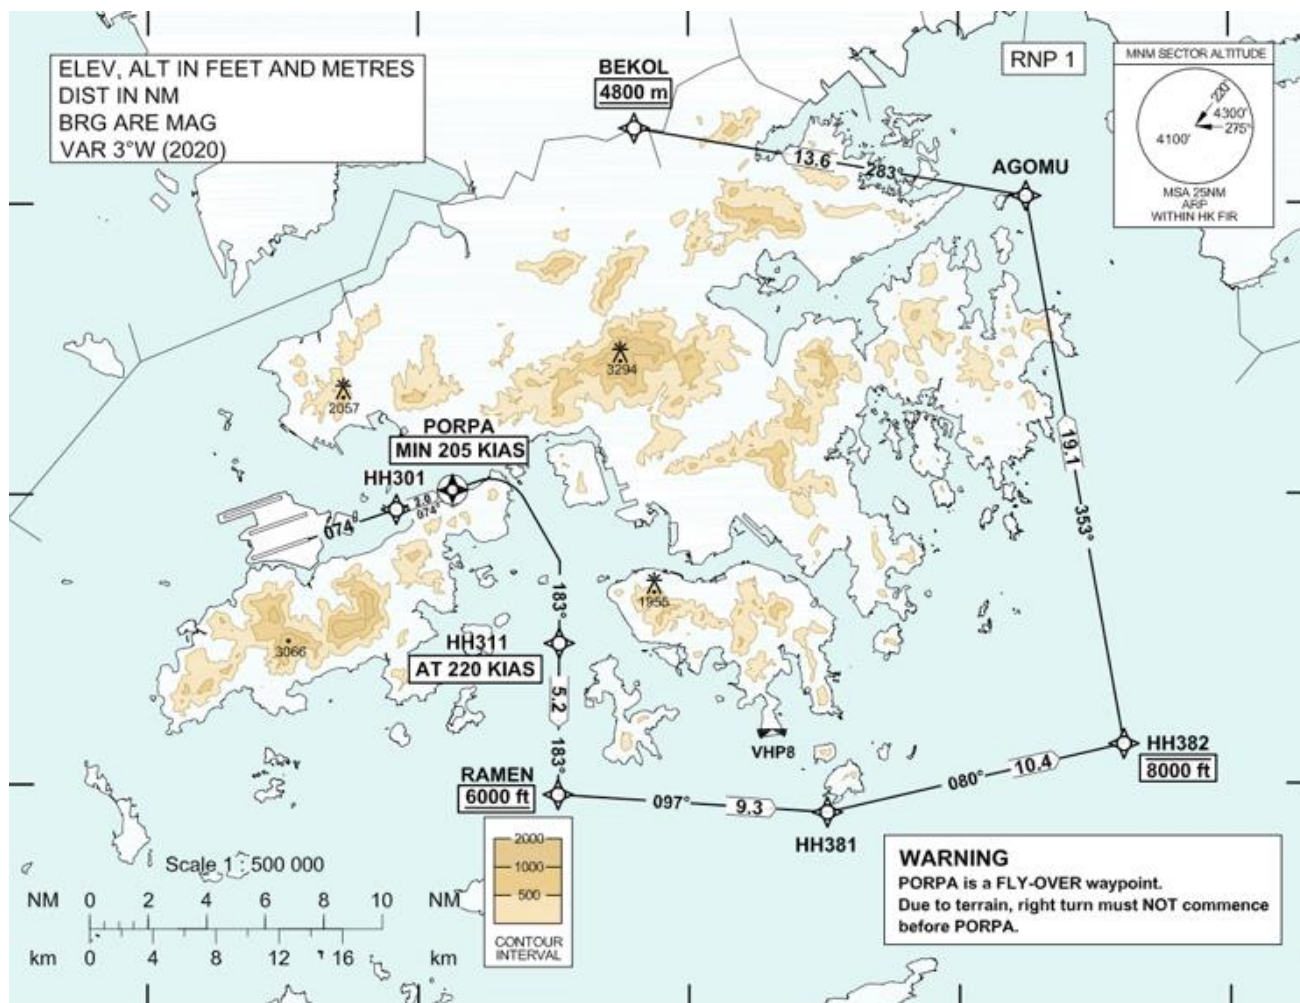 ELEV, ALT IN FEET AND METRES
DIST IN NM
BRG ARE MAG
VAR 3°W (2020)
BEKOL
4800 m
RNP 1
MNM SECTOR ALTITUDE
220°
4300'
4100'
275°
MSA 25NM
ARP
WITHIN HK FIR
13.6
283°
AGOMU
3294
2057
PORPA
MIN 205 KIAS
HH301
2.0
074°
074°
19.1
353°
183°
1955
3066
HH311
AT 220 KIAS
5.2
183°
VHP8
HH382
8000 ft
RAMEN
6000 ft
097°
9.3
080°
10.4
HH381
2000
1000
500
CONTOUR
INTERVAL
Scale 1 : 500 000
NM 0 2 4 6 8 10 NM
km 0 4 8 12 16 km
WARNING
PORPA is a FLY-OVER waypoint.
Due to terrain, right turn must NOT commence
before PORPA.